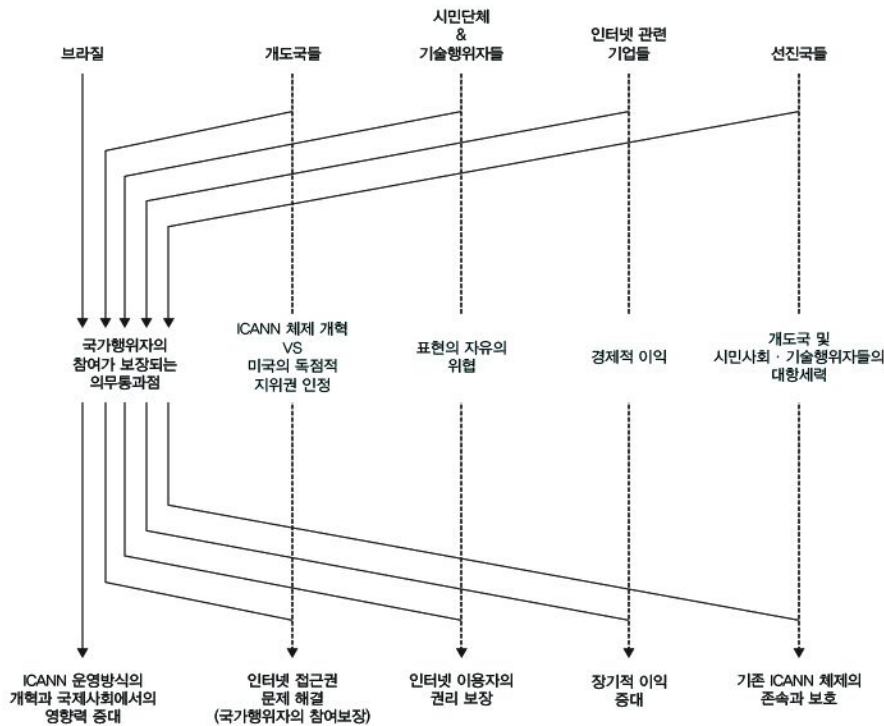 브라질
개도국들
시민단체
&
기술행위자들
인터넷 관련
기업들
선진국들
국가행위자의
참여가 보장되는
의무통과점
ICANN 체제 개혁
VS
미국의 독점적
지위권 인정
표현의 자유의
위협
경제적 이익
개도국 및
시민사회 · 기술행위자들의
대항세력
ICANN 운영방식의
개혁과 국제사회에서의
영향력 증대
인터넷 접근권
문제 해결
(국가행위자의 참여보장)
인터넷 이용자의
권리 보장
장기적 이익
증대
기존 ICANN 체제의
존속과 보호